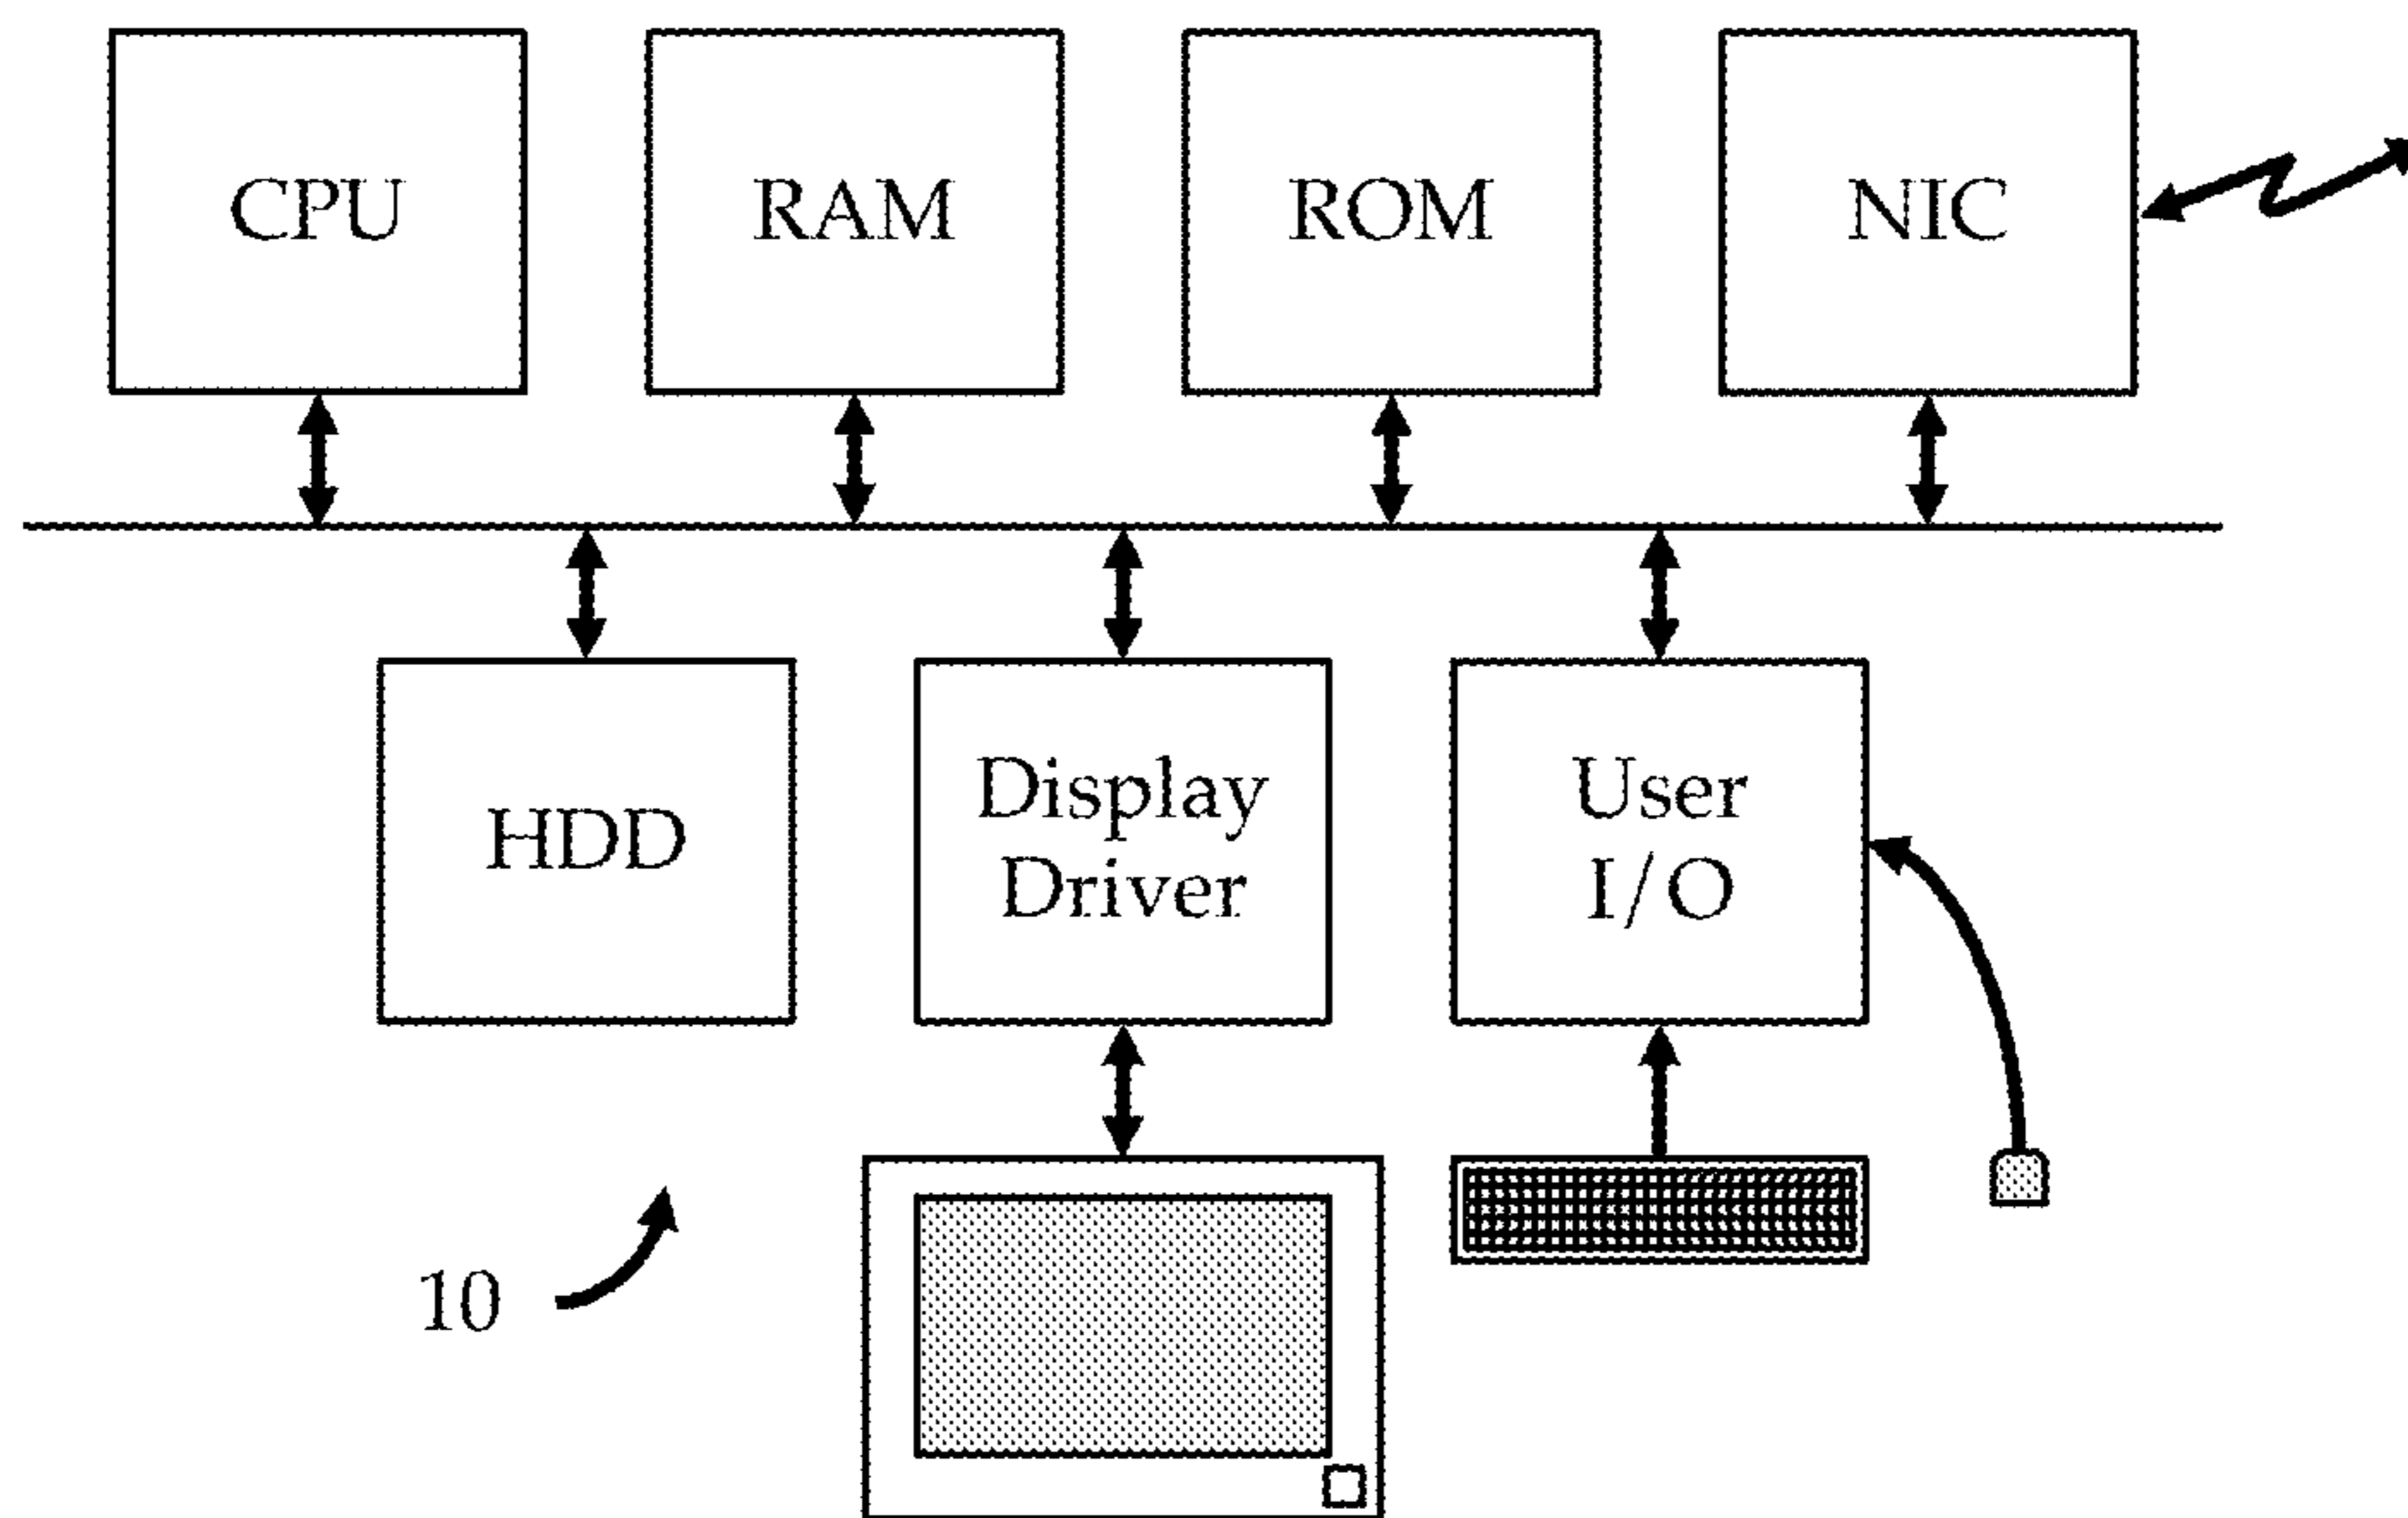 CPU
RAM
ROM
NIC
HDD
Display
Driver
User
I/O
10